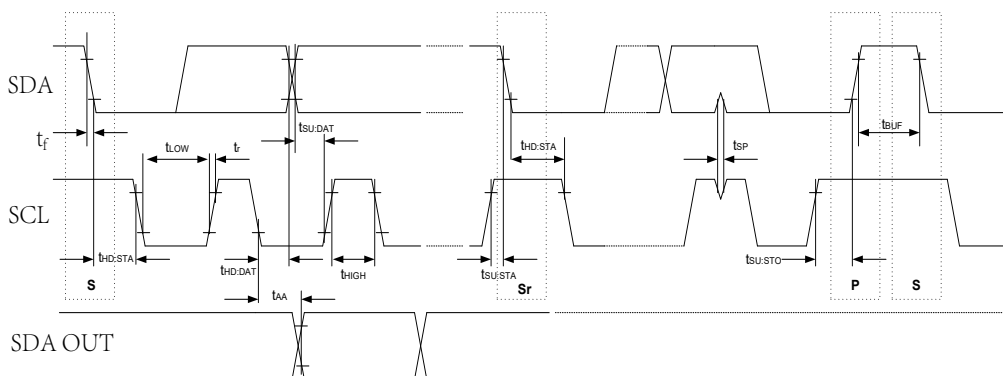 SDA
tf
tSU:DAT
tLOW
tr
tHD:STA
tSP
tBUF
SCL
tHD:STA
tHD:DAT
tHIGH
tSU:STA
tSU:STO
S
Sr
P
S
tAA
SDA OUT